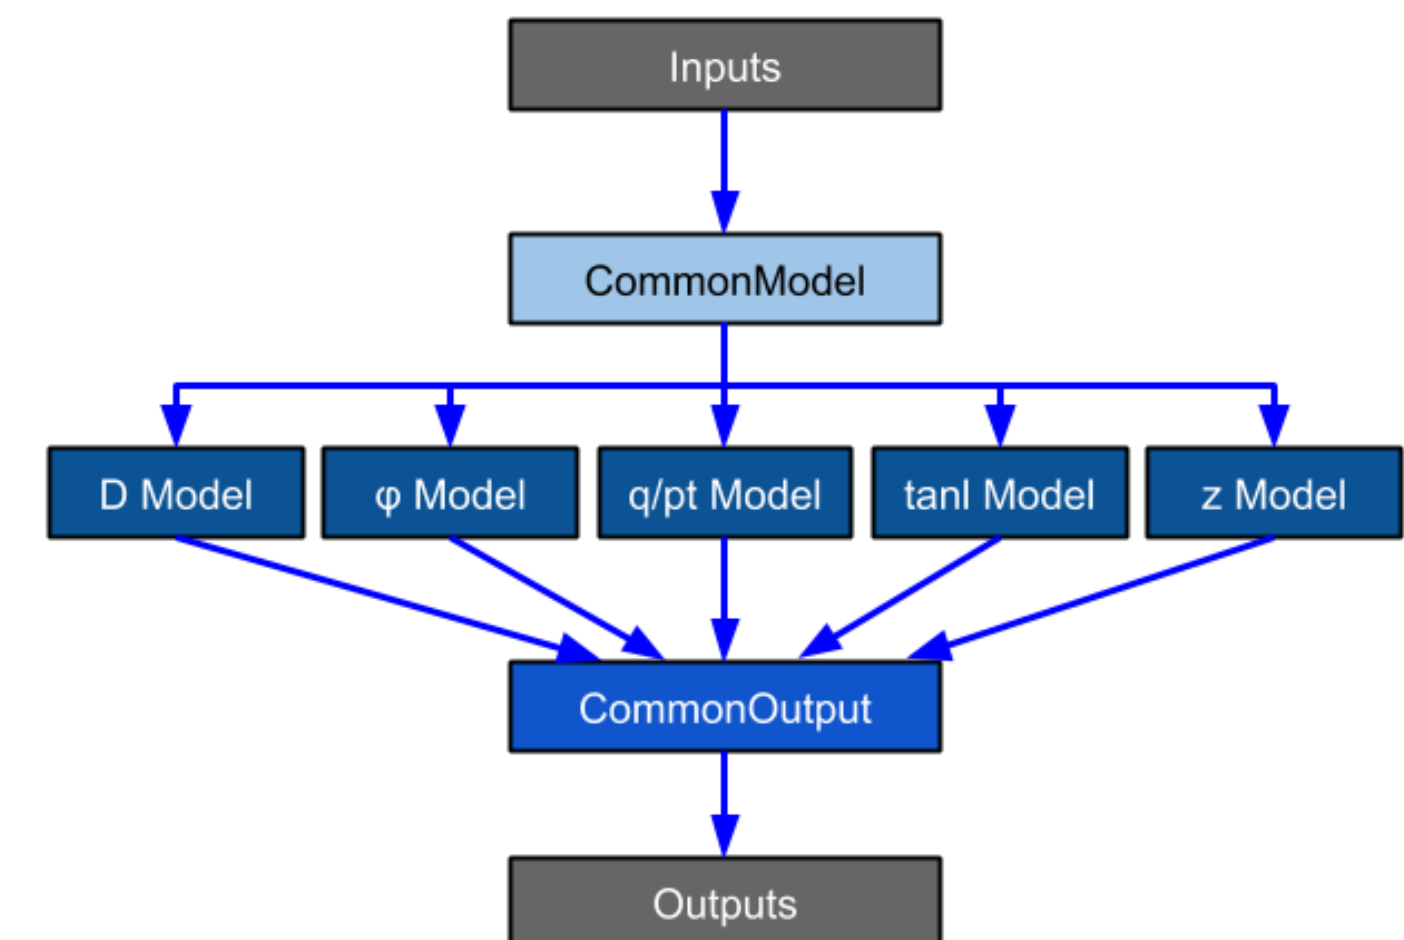 Inputs
CommonModel
D Model
φ Model
q/pt Model
tanl Model
z Model
CommonOutput
Outputs